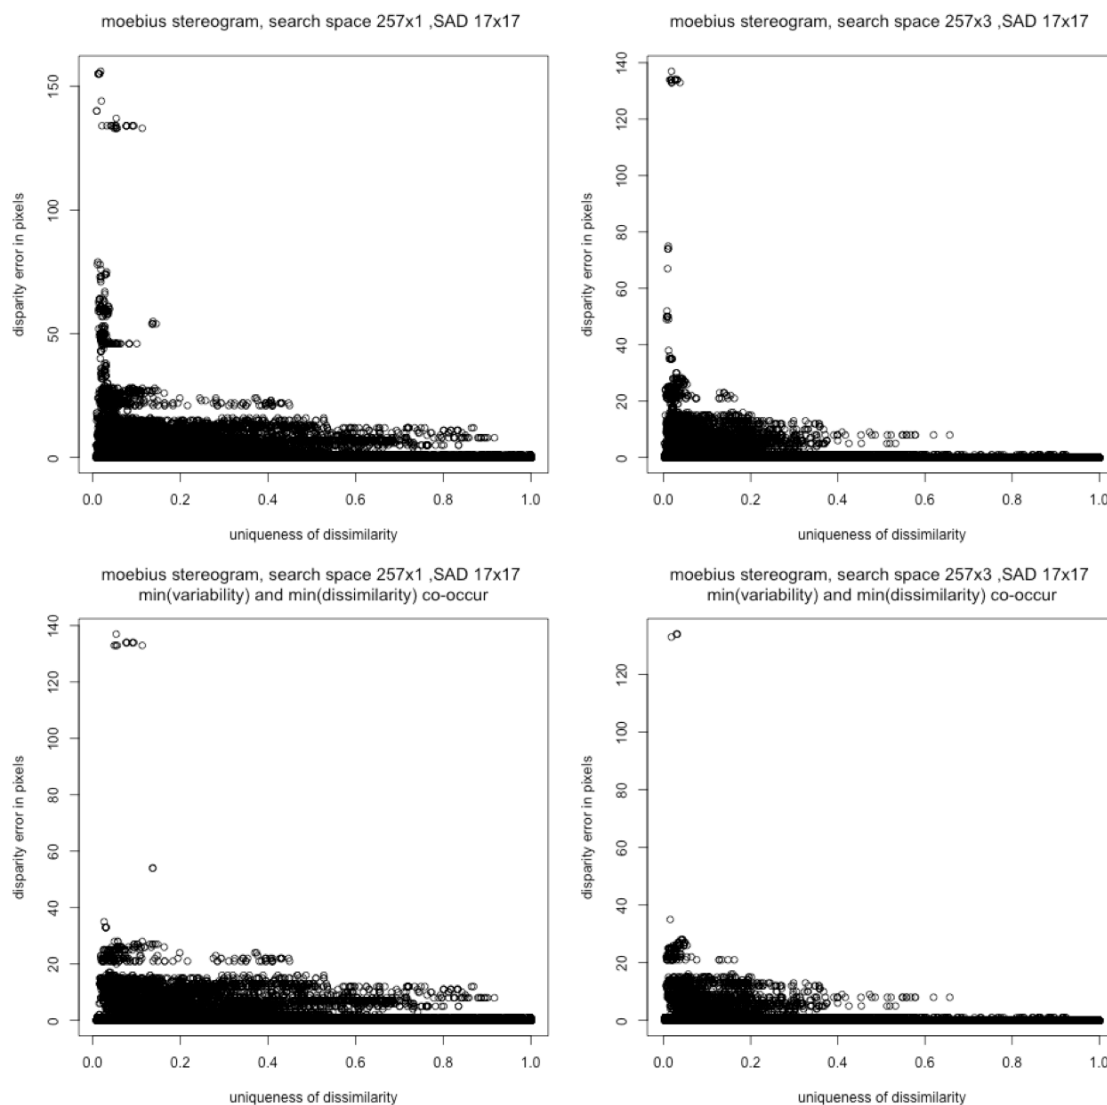 moebius stereogram, search space 257x1 ,SAD 17x17
disparity error in pixels
150
100
50
0
0.0 0.2 0.4 0.6 0.8 1.0
uniqueness of dissimilarity
moebius stereogram, search space 257x3 ,SAD 17x17
disparity error in pixels
140
120
100
80
60
40
20
0
0.0 0.2 0.4 0.6 0.8 1.0
uniqueness of dissimilarity
moebius stereogram, search space 257x1 ,SAD 17x17
min(variability) and min(dissimilarity) co-occur
disparity error in pixels
140
120
100
80
60
40
20
0
0.0 0.2 0.4 0.6 0.8 1.0
uniqueness of dissimilarity
moebius stereogram, search space 257x3 ,SAD 17x17
min(variability) and min(dissimilarity) co-occur
disparity error in pixels
120
100
80
60
40
20
0
0.0 0.2 0.4 0.6 0.8 1.0
uniqueness of dissimilarity